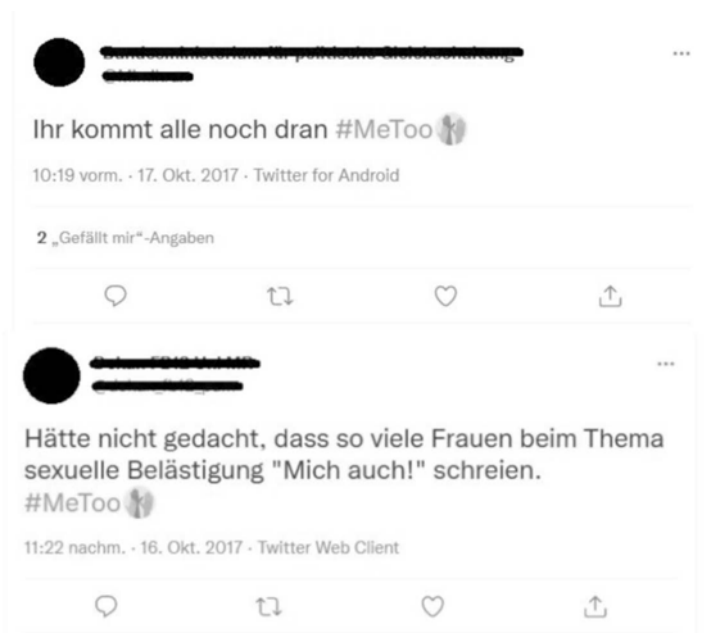 Ihr kommt alle noch dran #MeToo
10:19 vorm. · 17. Okt. 2017 · Twitter for Android
2 „Gefällt mir“-Angaben
Hätte nicht gedacht, dass so viele Frauen beim Thema
sexuelle Belästigung "Mich auch!" schreien.
#MeToo
11:22 nachm. · 16. Okt. 2017 · Twitter Web Client